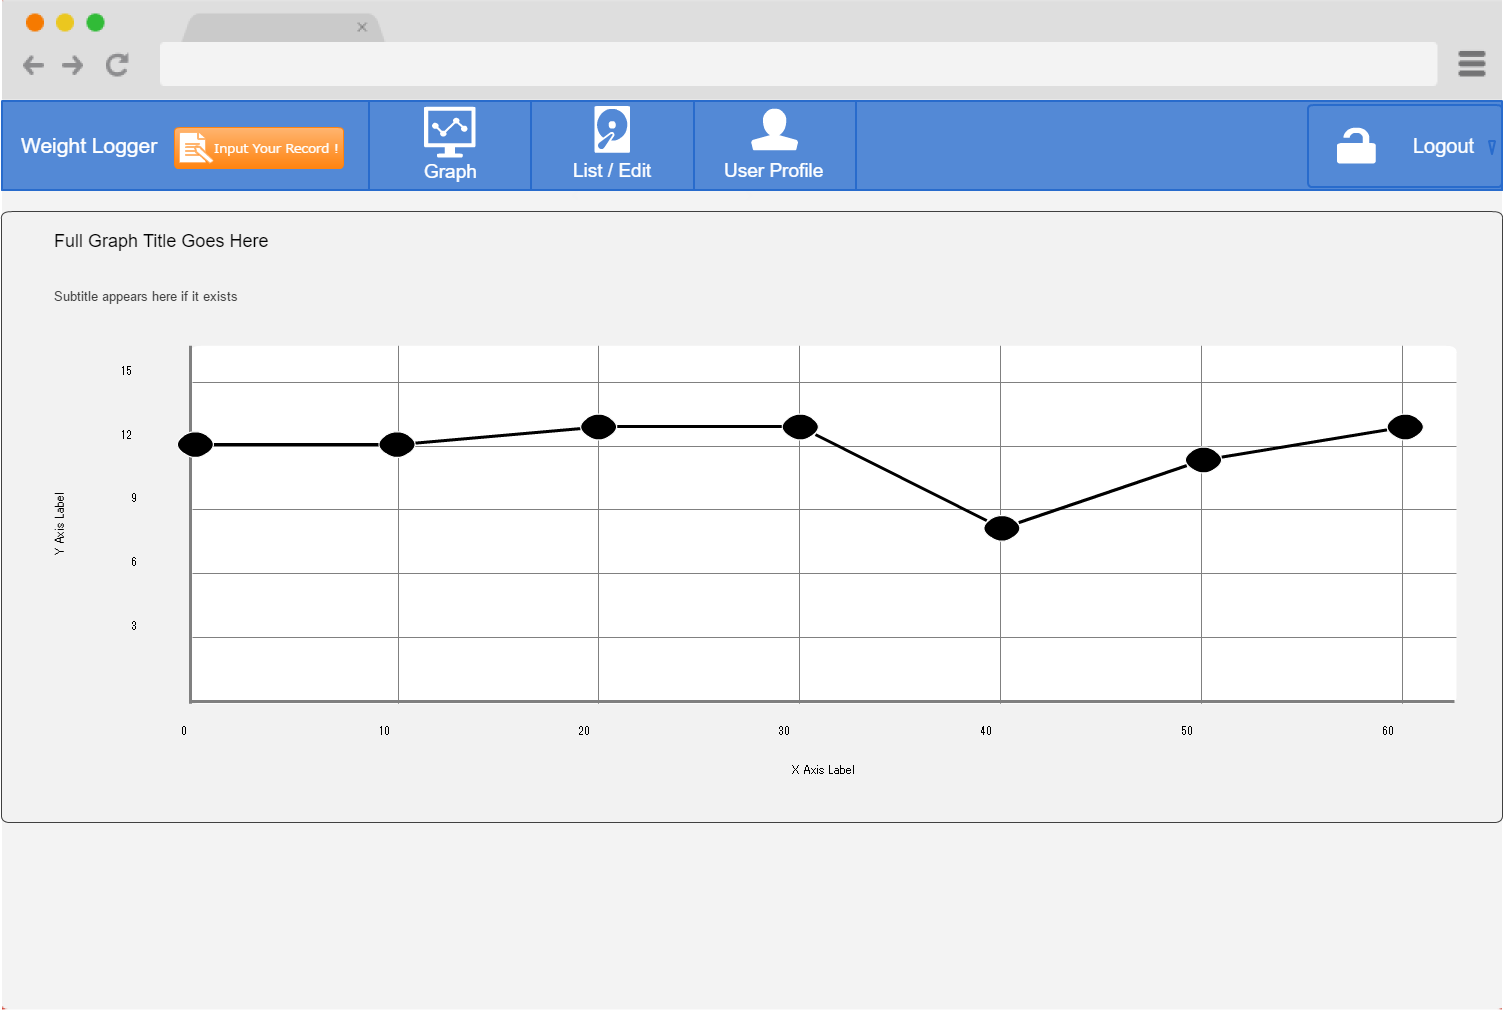 Weight Logger
Input Your Record !
Graph
List / Edit
User Profile
Logout
Full Graph Title Goes Here
Subtitle appears here if it exists
15
12
9
6
3
Y Axis Label
0 10 20 30 40 50 60
X Axis Label